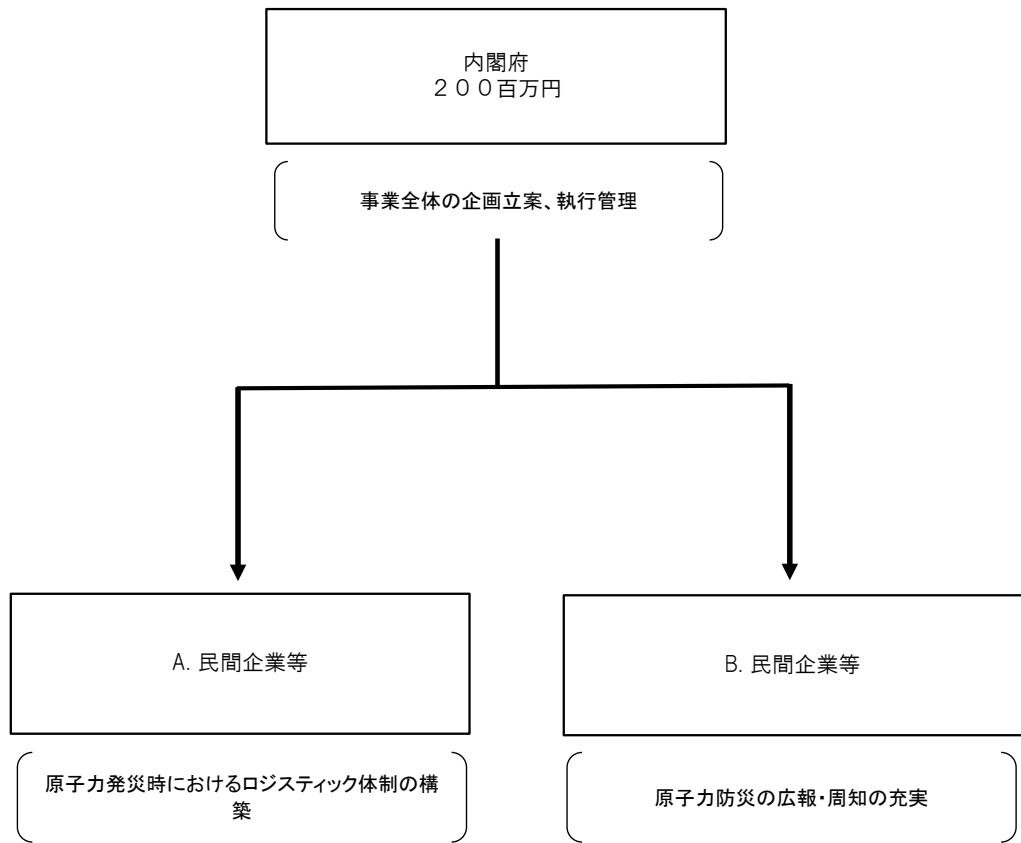 内閣府
２００百万円
事業全体の企画立案、執行管理
A. 民間企業等
B. 民間企業等
原子力発災時におけるロジスティック体制の構
築
原子力防災の広報・周知の充実